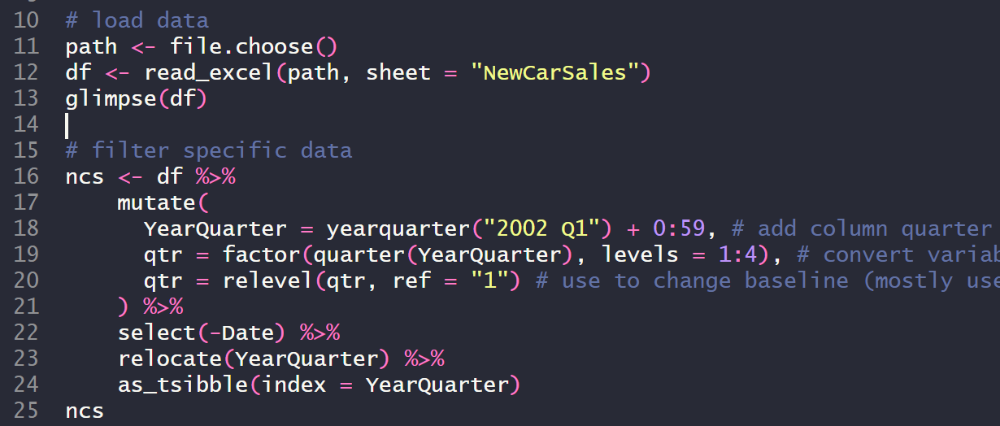 10 # load data
11 path <- file.choose()
12 df <- read_excel(path, sheet = "NewCarSales")
13 glimpse(df)
14
15 # filter specific data
16 ncs <- df %>%
17     mutate(
18       YearQuarter = yearquarter("2002 Q1") + 0:59, # add column quarter
19       qtr = factor(quarter(YearQuarter), levels = 1:4), # convert
20       qtr = relevel(qtr, ref = "1") # use to change baseline (mostly
21     ) %>%
22     select(-Date) %>%
23     relocate(YearQuarter) %>%
24     as_tsibble(index = YearQuarter)
25 ncs